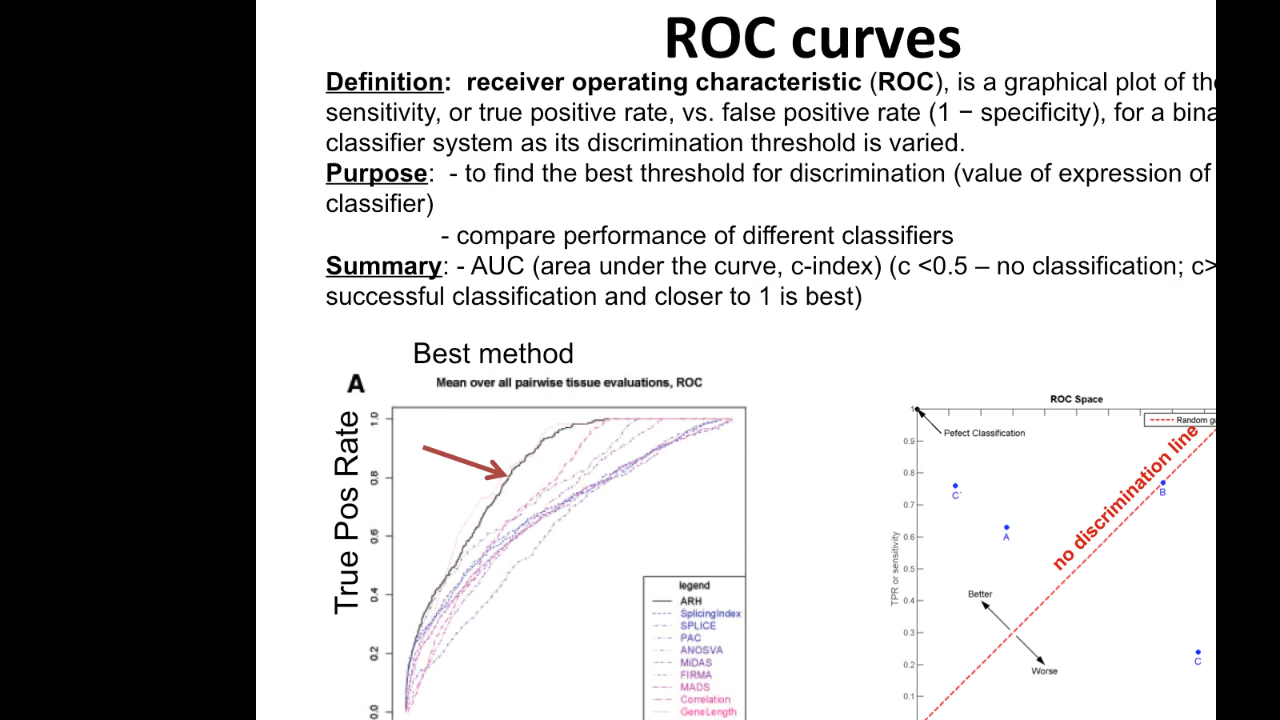 ROC curves
Definition: receiver operating characteristic (ROC), is a graphical plot of the
sensitivity, or true positive rate, vs. false positive rate (1 − specificity), for a
classifier system as its discrimination threshold is varied.
Purpose: - to find the best threshold for discrimination (value of expression of
classifier)
- compare performance of different classifiers
Summary: - AUC (area under the curve, c-index) (c <0.5 – no classification; c>
successful classification and closer to 1 is best)
Best method
A
Mean over all pairwise tissue evaluations, ROC
True Pos Rate
1.0
0.8
0.6
0.4
0.2
0.0
legend
ARH
SplicingIndex
SPLICE
PAC
ANOSVA
MiDAS
FIRMA
MADS
Correlation
GeneLength
ROC Space
Random
Pefect Classification
no discrimination line
TPR or sensitivity
1
0.9
0.8
0.7
0.6
0.5
0.4
0.3
0.2
0.1
C'
B
A
Better
Worse
C